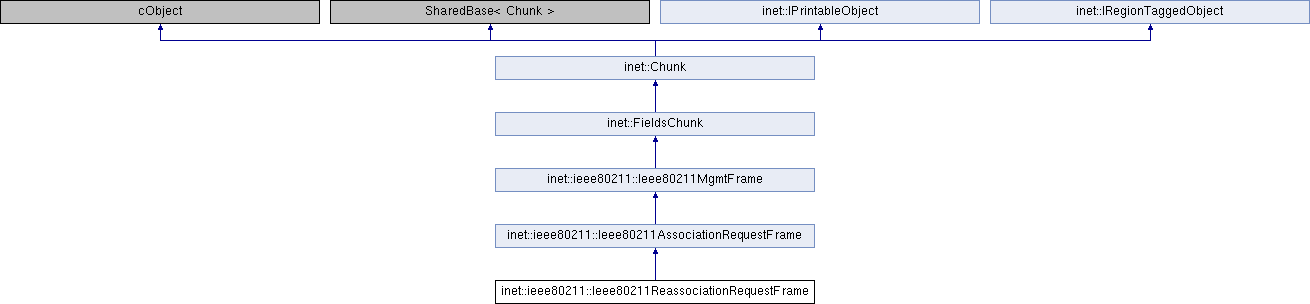 cObject
SharedBase< Chunk >
inet::IPrintableObject
inet::IRegionTaggedObject
inet::Chunk
inet::FieldsChunk
inet::ieee80211::Ieee80211MgmtFrame
inet::ieee80211::Ieee80211AssociationRequestFrame
inet::ieee80211::Ieee80211ReassociationRequestFrame